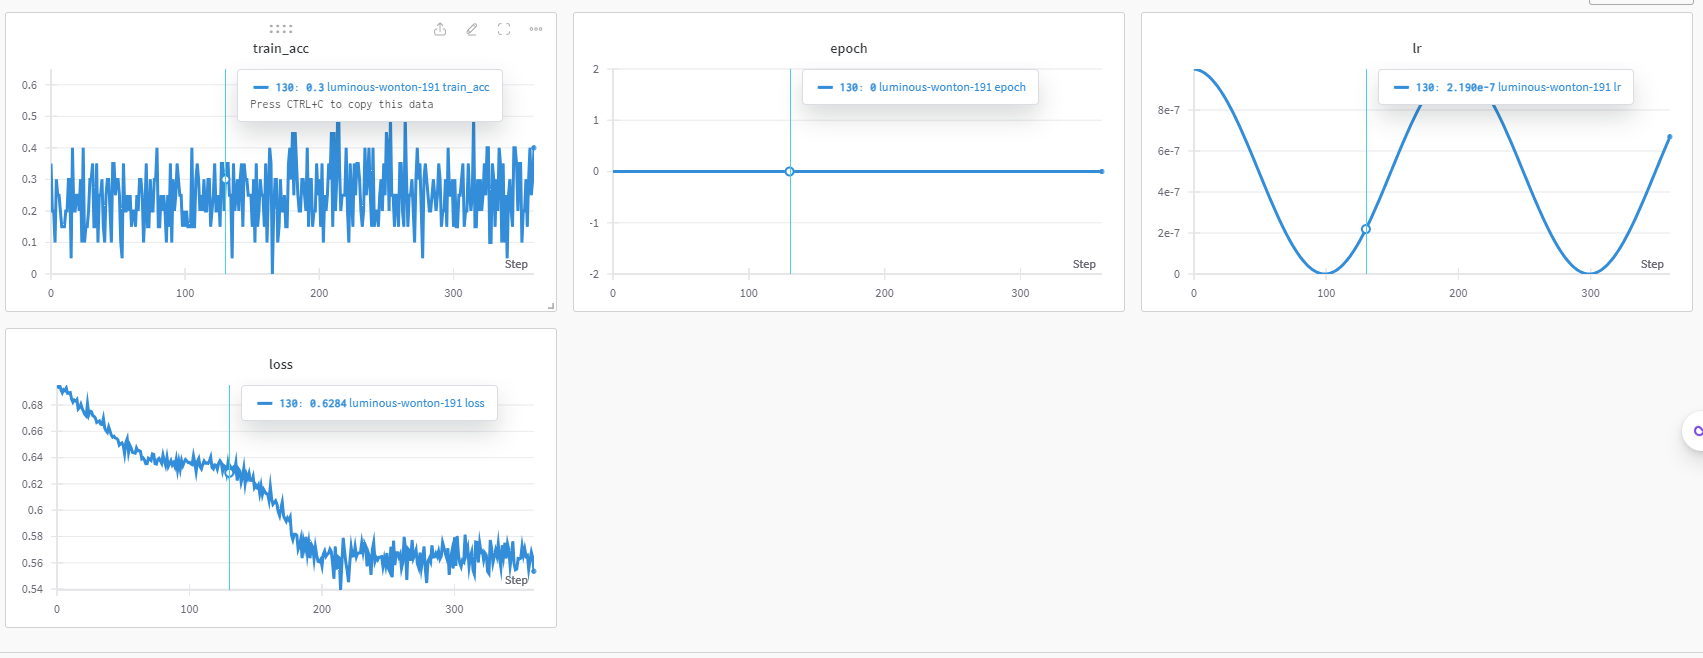 train_acc
130: 0.3 luminous-wonton-191 train_acc
Press CTRL+C to copy this data
0.6
0.5
0.4
0.3
0.2
0.1
0
Step
0 100 200 300
epoch
130: 0 luminous-wonton-191 epoch
2
1
0
-1
-2
Step
0 100 200 300
lr
130: 2.190e-7 luminous-wonton-191 lr
8e-7
6e-7
4e-7
2e-7
0
Step
0 100 200 300
loss
130: 0.6284 luminous-wonton-191 loss
0.68
0.66
0.64
0.62
0.6
0.58
0.56
0.54
Step
0 100 200 300